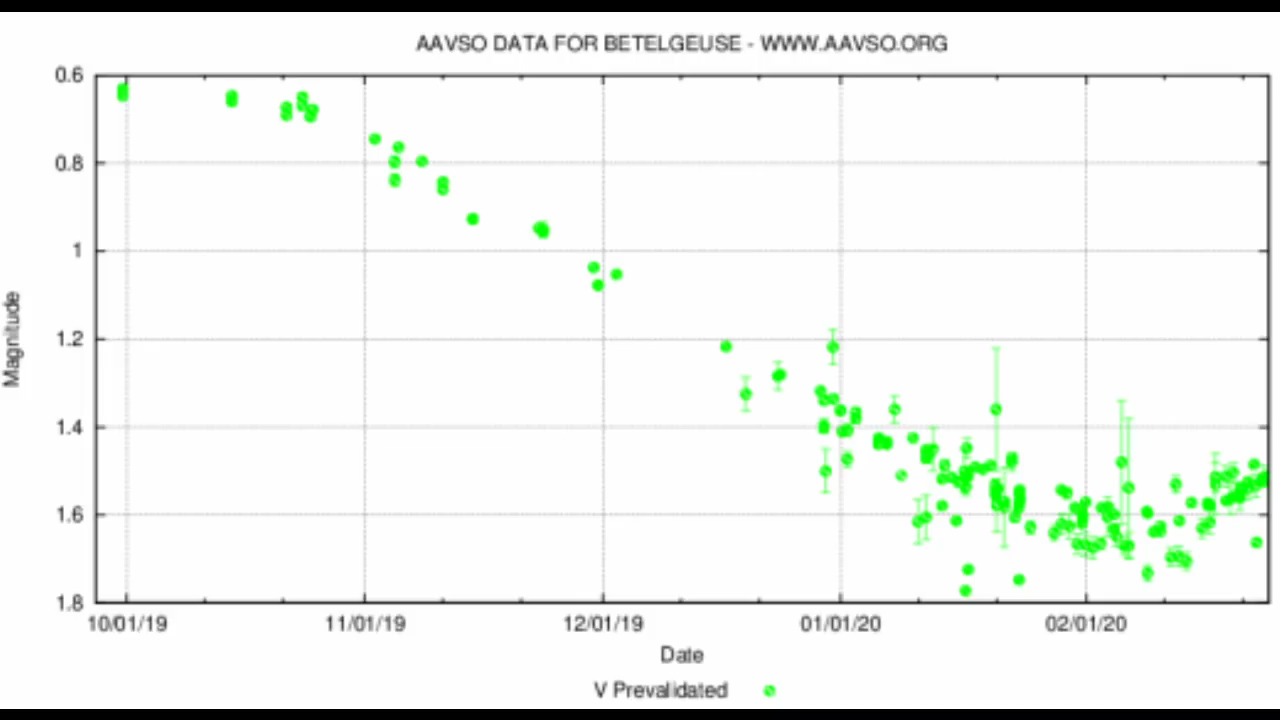 AAVSO DATA FOR BETELGEUSE - WWW.AAVSO.ORG
0.6
0.8
1
1.2
1.4
1.6
1.8
Magnitude
10/01/19 11/01/19 12/01/19 01/01/20 02/01/20
Date
V Prevalidated